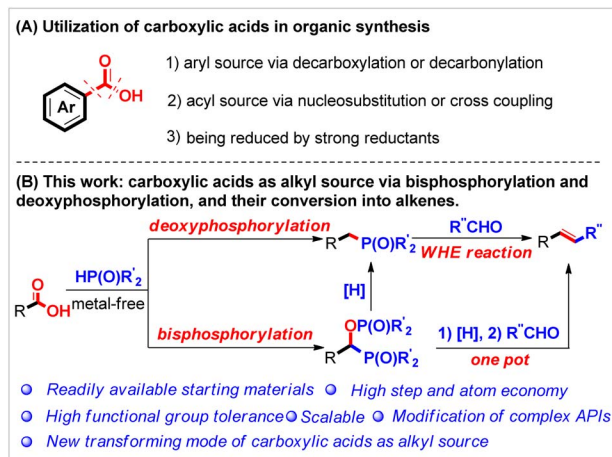 (A) Utilization of carboxylic acids in organic synthesis
O
Ar
OH
1) aryl source via decarboxylation or decarbonylation
2) acyl source via nucleosubstitution or cross coupling
3) being reduced by strong reductants
(B) This work: carboxylic acids as alkyl source via bisphosphorylation and
deoxyphosphorylation, and their conversion into alkenes.
deoxyphosphorylation
R P(O)R'2
R"CHO
WHE reaction
R R"
HP(O)R'2
metal-free
O
R OH
[H]
bisphosphorylation
OP(O)R'2
R P(O)R'2
1) [H], 2) R"CHO
one pot
Readily available starting materials High step and atom economy
High functional group tolerance Scalable Modification of complex APIs
New transforming mode of carboxylic acids as alkyl source